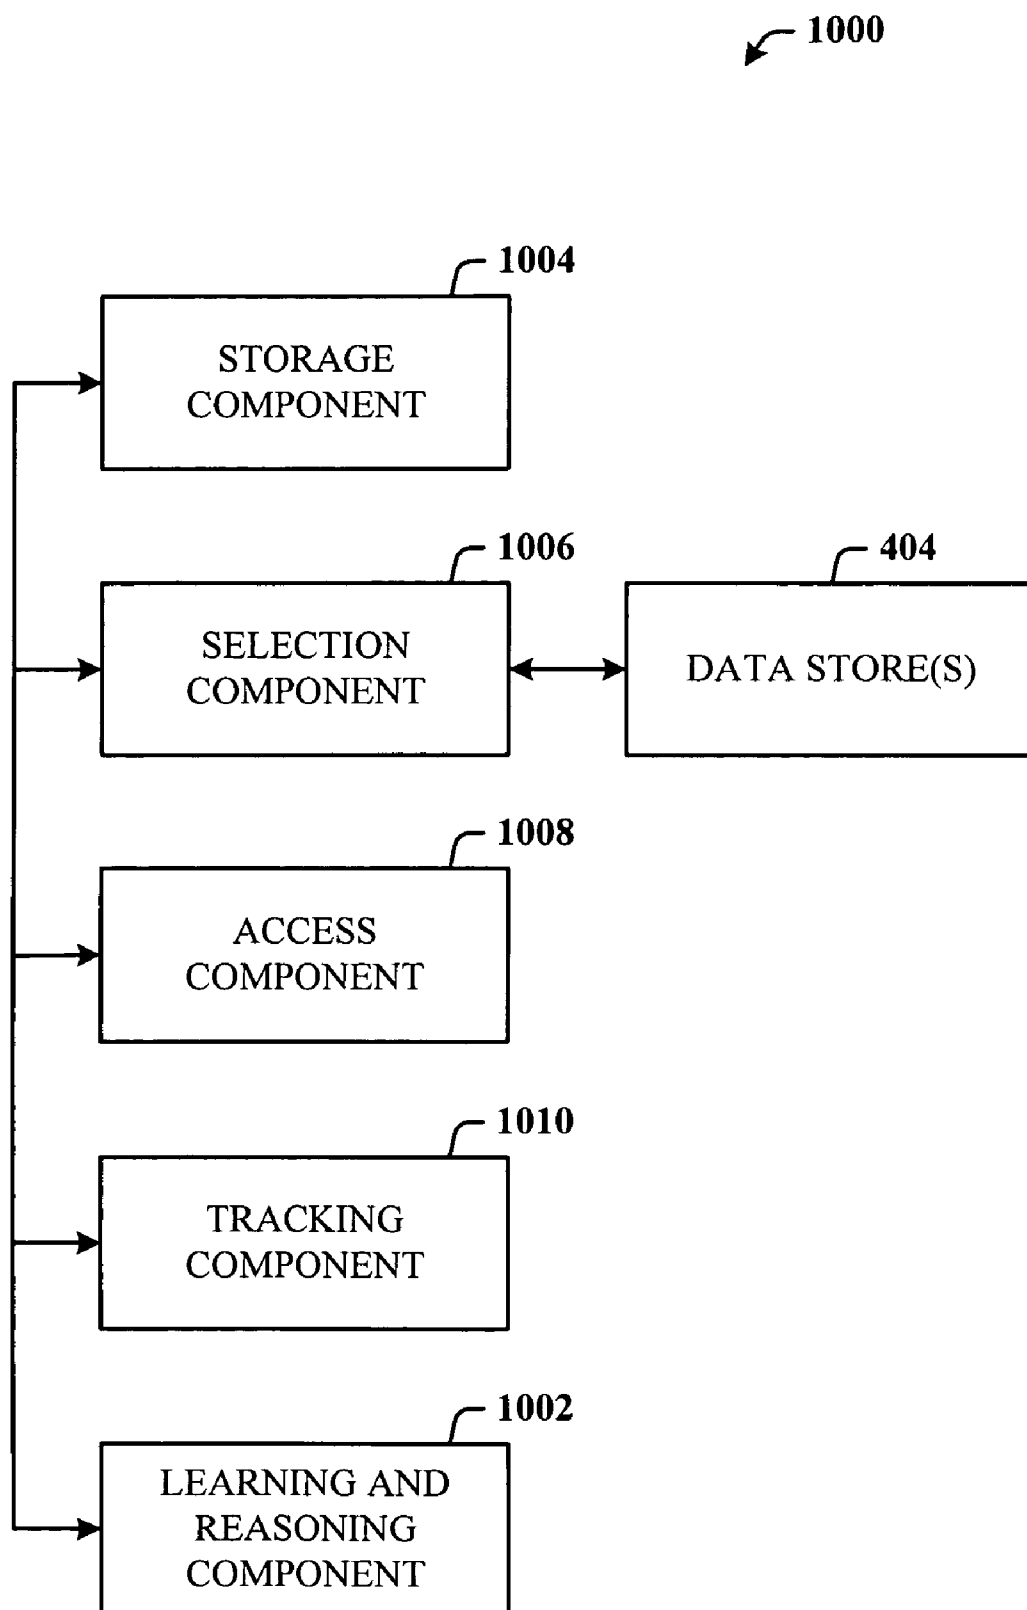 1000
1004
STORAGE
COMPONENT
1006
SELECTION
COMPONENT
404
DATA STORE(S)
1008
ACCESS
COMPONENT
1010
TRACKING
COMPONENT
1002
LEARNING AND
REASONING
COMPONENT